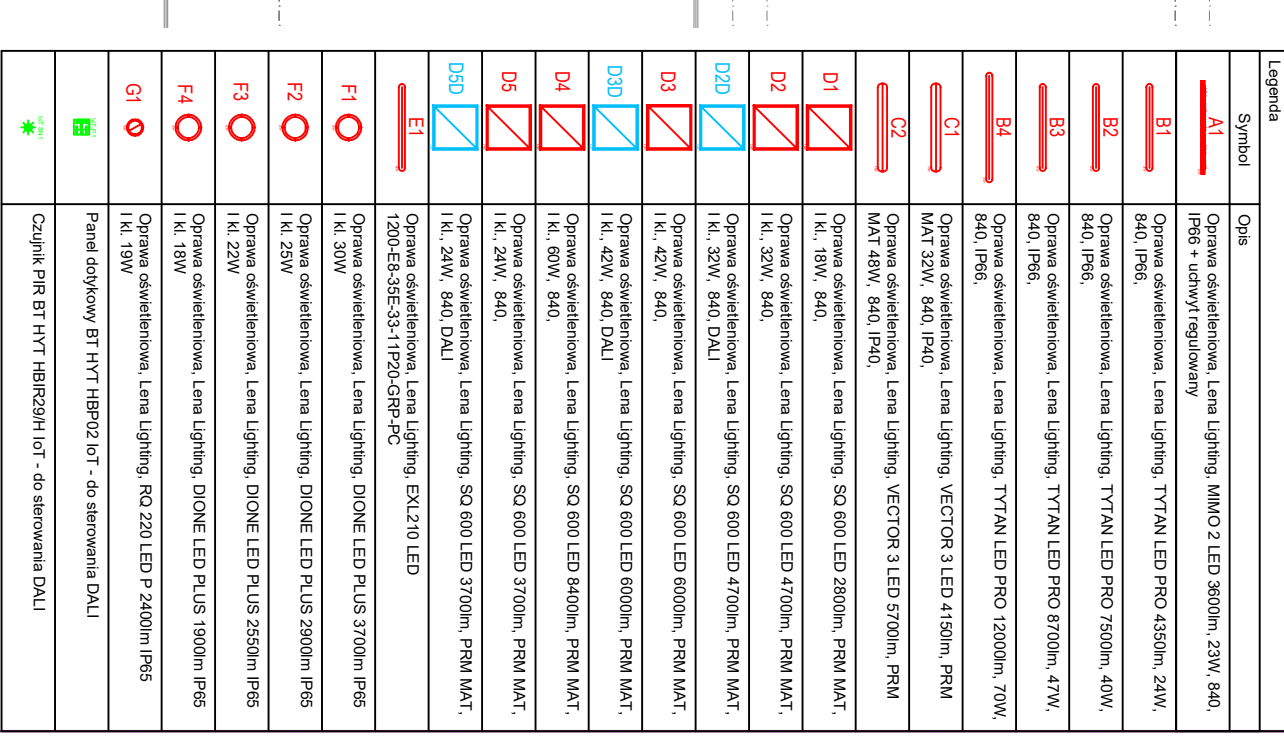 Legenda
Symbol
Opis
A1
Oprawa oświetleniowa, Lena Lighting, MIMO 2 LED 3600lm, 23W, 840,
IP66 + uchwyt regulowany
B1
Oprawa oświetleniowa, Lena Lighting, TYTAN LED PRO 4350lm, 24W,
840, IP66,
B2
Oprawa oświetleniowa, Lena Lighting, TYTAN LED PRO 7500lm, 40W,
840, IP66,
B3
Oprawa oświetleniowa, Lena Lighting, TYTAN LED PRO 8700lm, 47W,
840, IP66,
B4
Oprawa oświetleniowa, Lena Lighting, TYTAN LED PRO 12000lm, 70W,
840, IP66,
C1
Oprawa oświetleniowa, Lena Lighting, VECTOR 3 LED 4150lm, PRM
MAT 32W, 840, IP40,
C2
Oprawa oświetleniowa, Lena Lighting, VECTOR 3 LED 5700lm, PRM
MAT 48W, 840, IP40,
D1
Oprawa oświetleniowa, Lena Lighting, SQ 600 LED 2800lm, PRM MAT,
I kl., 18W, 840,
D2
Oprawa oświetleniowa, Lena Lighting, SQ 600 LED 4700lm, PRM MAT,
I kl., 32W, 840,
D2D
Oprawa oświetleniowa, Lena Lighting, SQ 600 LED 4700lm, PRM MAT,
I kl., 32W, 840, DALI
D3
Oprawa oświetleniowa, Lena Lighting, SQ 600 LED 6000lm, PRM MAT,
I kl., 42W, 840,
D3D
Oprawa oświetleniowa, Lena Lighting, SQ 600 LED 6000lm, PRM MAT,
I kl., 42W, 840, DALI
D4
Oprawa oświetleniowa, Lena Lighting, SQ 600 LED 8400lm, PRM MAT,
I kl., 60W, 840,
D5
Oprawa oświetleniowa, Lena Lighting, SQ 600 LED 3700lm, PRM MAT,
I kl., 24W, 840,
D5D
Oprawa oświetleniowa, Lena Lighting, SQ 600 LED 3700lm, PRM MAT,
I kl., 24W, 840, DALI
E1
Oprawa oświetleniowa, Lena Lighting, EXL210 LED
1200-E8-35E-33-11P20-GRP-PC
F1
Oprawa oświetleniowa, Lena Lighting, DIONE LED PLUS 3700lm IP65
I kl. 30W
F2
Oprawa oświetleniowa, Lena Lighting, DIONE LED PLUS 2900lm IP65
I kl. 25W
F3
Oprawa oświetleniowa, Lena Lighting, DIONE LED PLUS 2550lm IP65
I kl. 22W
F4
Oprawa oświetleniowa, Lena Lighting, DIONE LED PLUS 1900lm IP65
I kl. 18W
G1
Oprawa oświetleniowa, Lena Lighting, RQ 220 LED P 2400lm IP65
I kl. 19W
Panel dotykowy BT HYT HBP02 IoT - do sterowania DALI
Czujnik PIR BT HYT HBIR29/H IoT - do sterowania DALI